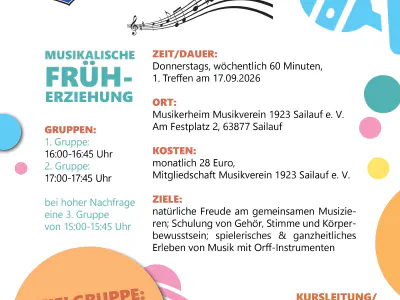 MUSIKALISCHE
FRÜH-
ERZIEHUNG
GRUPPEN:
1. Gruppe:
16:00-16:45 Uhr
2. Gruppe:
17:00-17:45 Uhr
bei hoher Nachfrage
eine 3. Gruppe
von 15:00-15:45 Uhr
ZEIT/DAUER:
Donnerstags, wöchentlich 60 Minuten,
1. Treffen am 17.09.2026
ORT:
Musikerheim Musikverein 1923 Sailauf e. V.
Am Festplatz 2, 63877 Sailauf
KOSTEN:
monatlich 28 Euro,
Mitgliedschaft Musikverein 1923 Sailauf e. V.
ZIELE:
natürliche Freude am gemeinsamen Musizie-
ren; Schulung von Gehör, Stimme und Körper-
bewusstsein; spielerisches & ganzheitliches
Erleben von Musik mit Orff-Instrumenten
KURSLEITUNG/